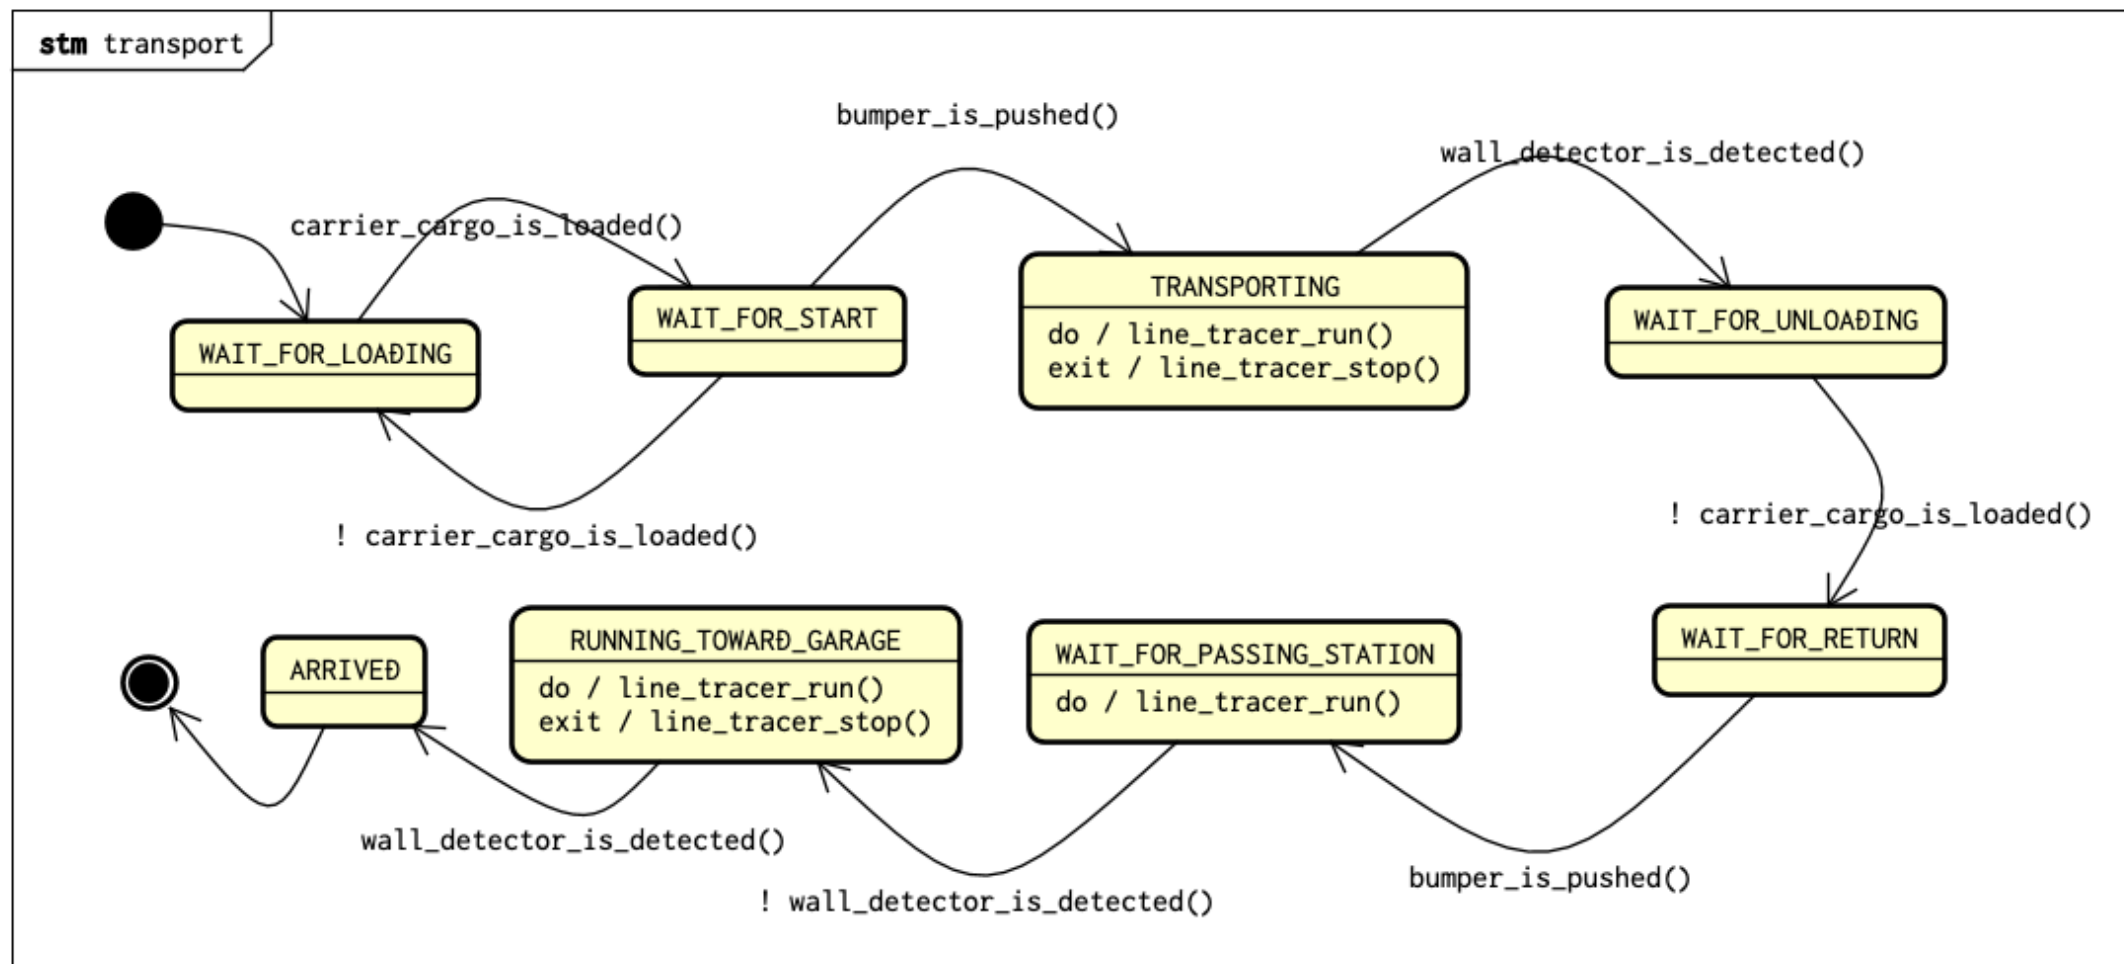 stm transport
bumper_is_pushed()
wall_detector_is_detected()
carrier_cargo_is_loaded()
WAIT_FOR_LOADING
WAIT_FOR_START
TRANSPORTING
do / line_tracer_run()
exit / line_tracer_stop()
WAIT_FOR_UNLOADING
! carrier_cargo_is_loaded()
! carrier_cargo_is_loaded()
ARRIVED
RUNNING_TOWARD_GARAGE
do / line_tracer_run()
exit / line_tracer_stop()
WAIT_FOR_PASSING_STATION
do / line_tracer_run()
WAIT_FOR_RETURN
wall_detector_is_detected()
! wall_detector_is_detected()
bumper_is_pushed()